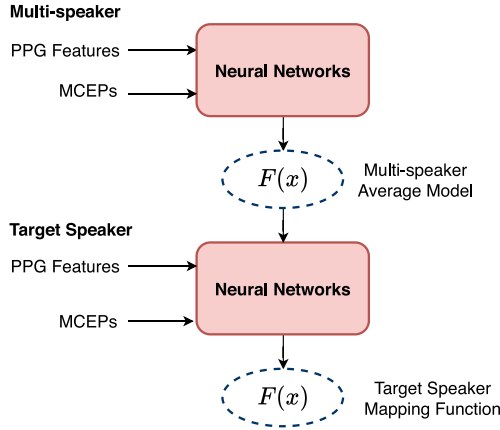 Multi-speaker
PPG Features
MCEPs
Neural Networks
F(x)
Multi-speaker
Average Model
Target Speaker
PPG Features
MCEPs
Neural Networks
F(x)
Target Speaker
Mapping Function